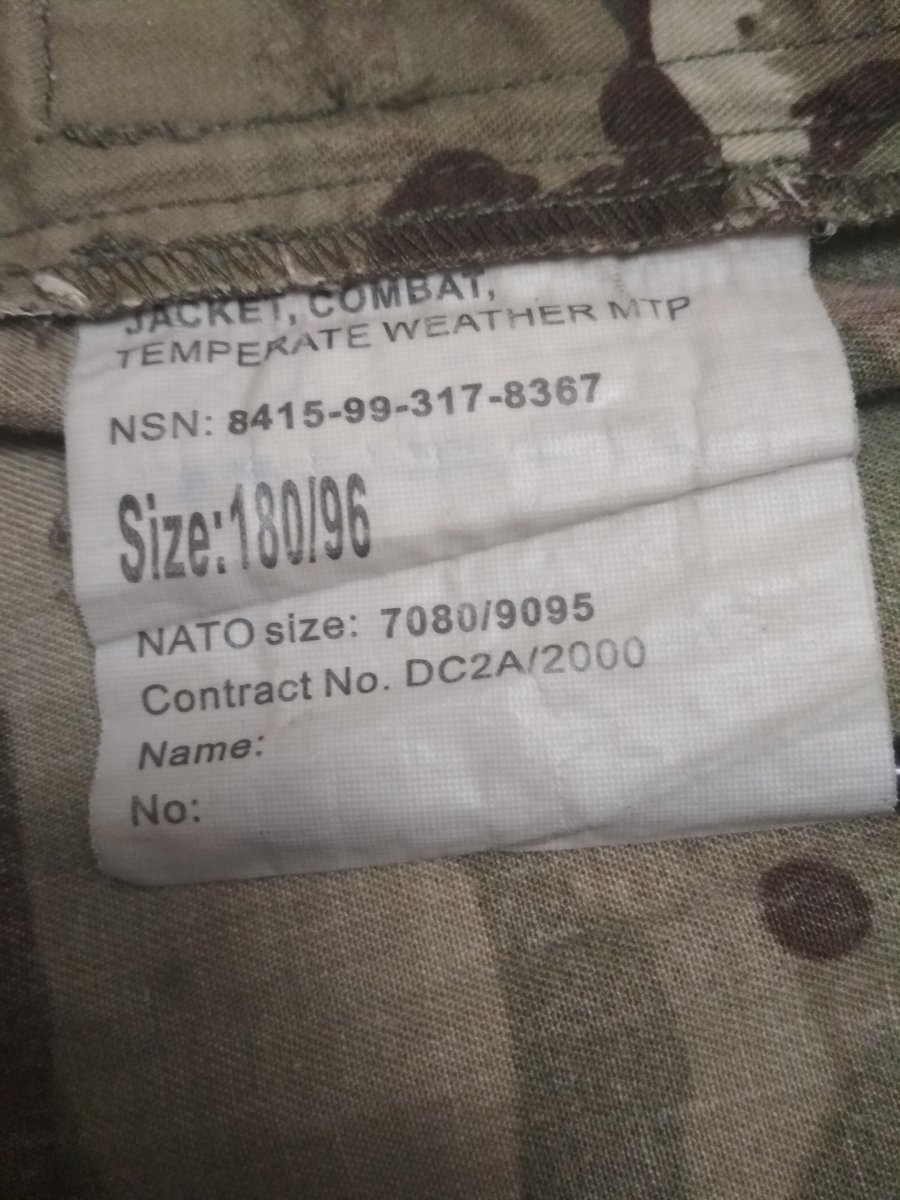 JACKET, COMBAT,
TEMPERATE WEATHER MTP
NSN: 8415-99-317-8367
Size:180/96
NATO size: 7080/9095
Contract No. DC2A/2000
Name:
No: